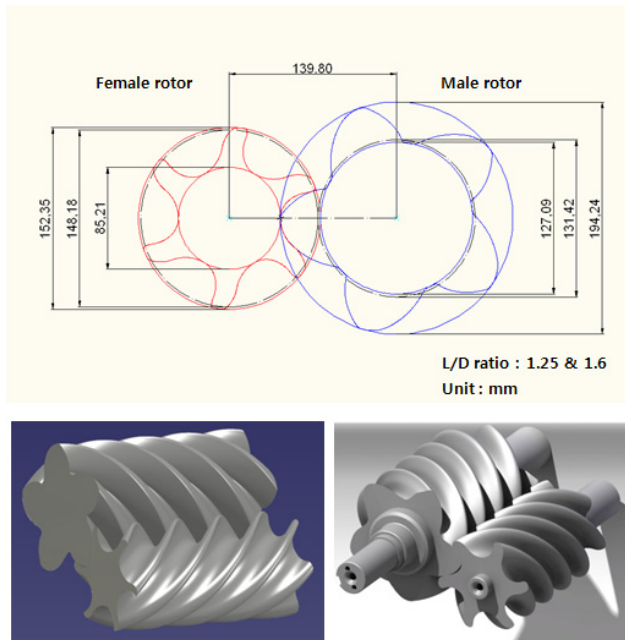 139.80
Female rotor
Male rotor
152.35
148.18
85.21
127.09
131.42
194.24
L/D ratio : 1.25 & 1.6
Unit : mm